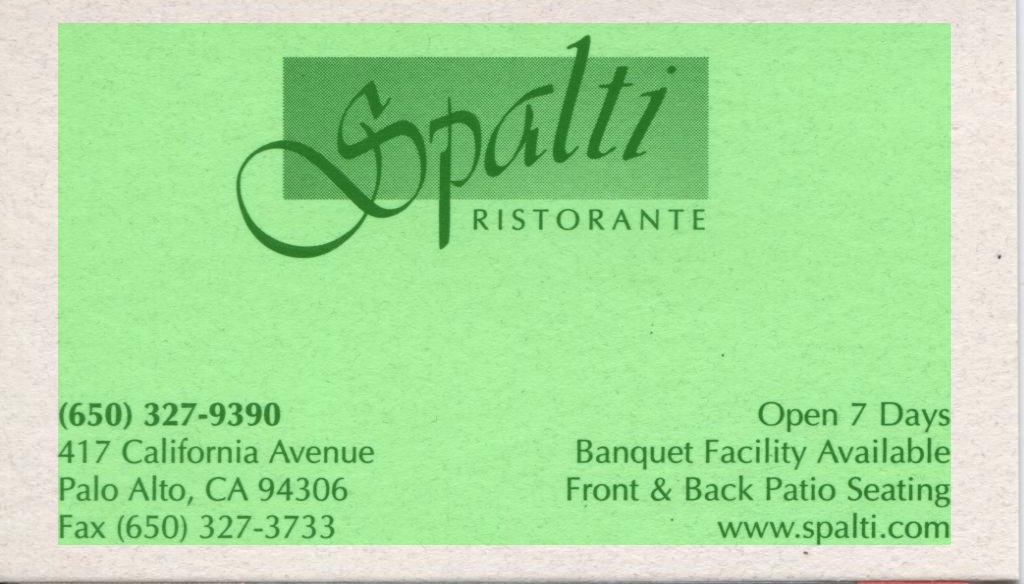 Spalti
RISTORANTE
(650) 327-9390
417 California Avenue
Palo Alto, CA 94306
Fax (650) 327-3733
Open 7 Days
Banquet Facility Available
Front & Back Patio Seating
www.spalti.com